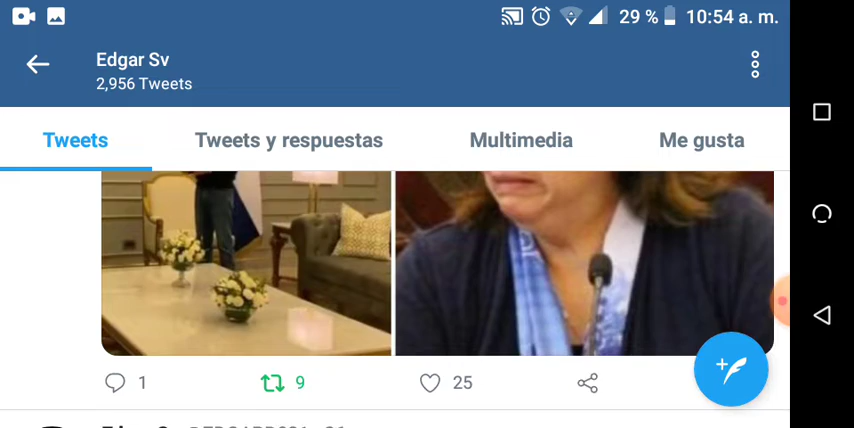 29 % 10:54 a. m.
Edgar Sv
2,956 Tweets
Tweets Tweets y respuestas Multimedia Me gusta
1 9 25